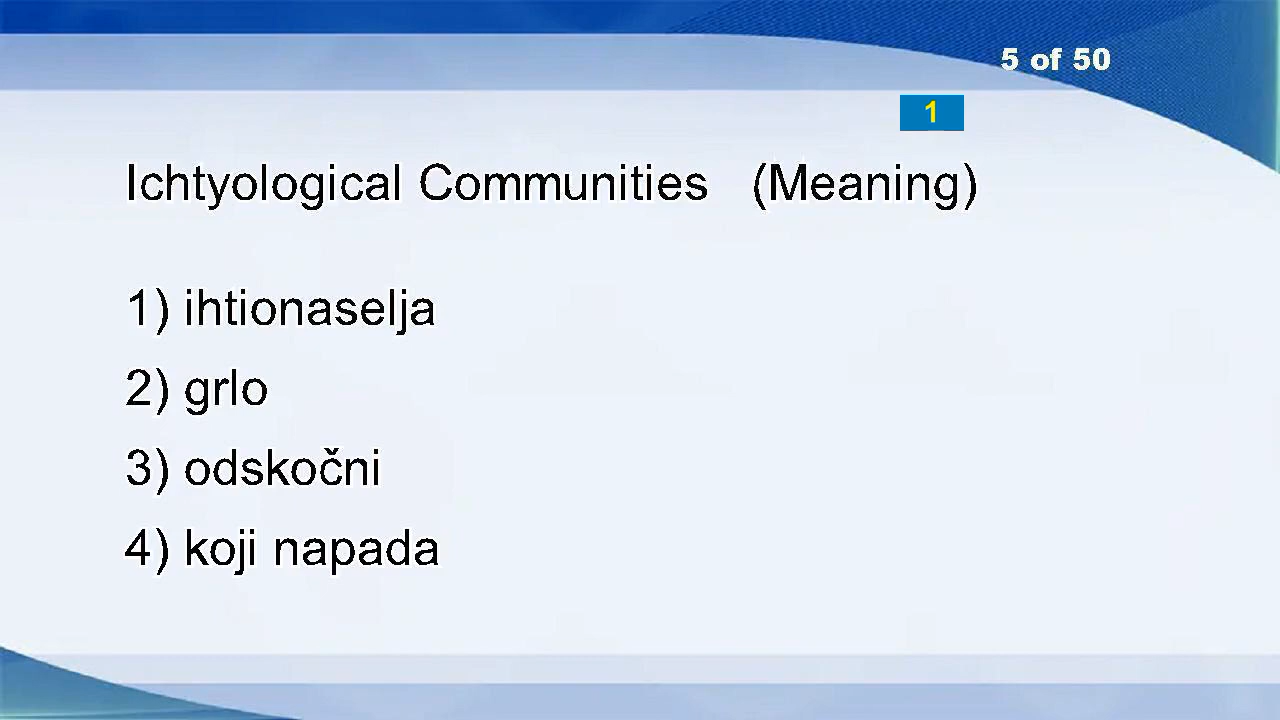 5 of 50
1
Ichtyological Communities (Meaning)
1) ihtionaselja
2) grlo
3) odskočni
4) koji napada